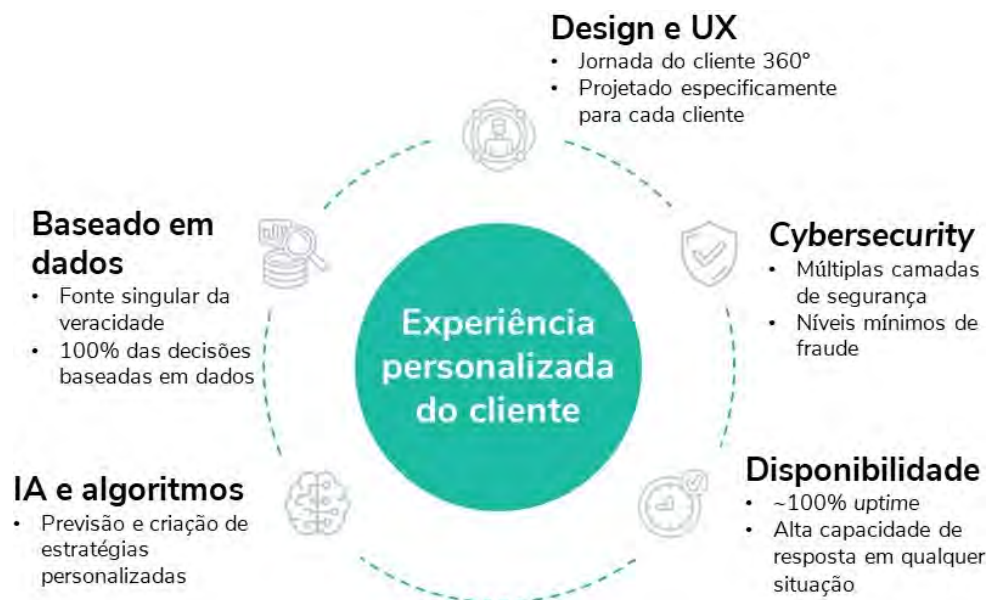 Design e UX
• Jornada do cliente 360º
• Projetado especificamente
para cada cliente
Cybersecurity
• Múltiplas camadas
de segurança
• Níveis mínimos de
fraude
Disponibilidade
• ~100% uptime
• Alta capacidade de
resposta em qualquer
situação
IA e algoritmos
• Previsão e criação de
estratégias
personalizadas
Baseado em
dados
• Fonte singular da
veracidade
• 100% das decisões
baseadas em dados
Experiência
personalizada
do cliente